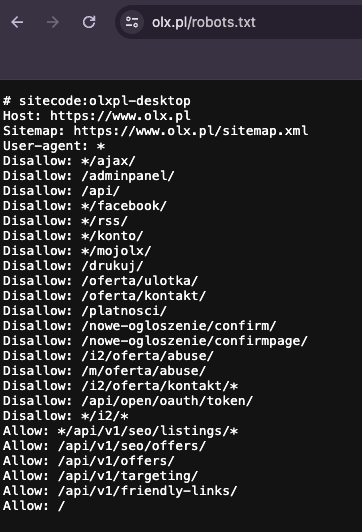 olx.pl/robots.txt
# sitecode:olxpl-desktop
Host: https://www.olx.pl
Sitemap: https://www.olx.pl/sitemap.xml
User-agent: *
Disallow: */ajax/
Disallow: /adminpanel/
Disallow: /api/
Disallow: */facebook/
Disallow: */rss/
Disallow: */konto/
Disallow: */mojolx/
Disallow: /drukuj/
Disallow: /oferta/ulotka/
Disallow: /oferta/kontakt/
Disallow: /platnosci/
Disallow: /nowe-ogloszenie/confirm/
Disallow: /nowe-ogloszenie/confirmpage/
Disallow: /i2/oferta/abuse/
Disallow: /m/oferta/abuse/
Disallow: /i2/oferta/kontakt/*
Disallow: /api/open/oauth/token/
Disallow: */i2/*
Allow: */api/v1/seo/listings/*
Allow: /api/v1/seo/offers/
Allow: /api/v1/offers/
Allow: /api/v1/targeting/
Allow: /api/v1/friendly-links/
Allow: /